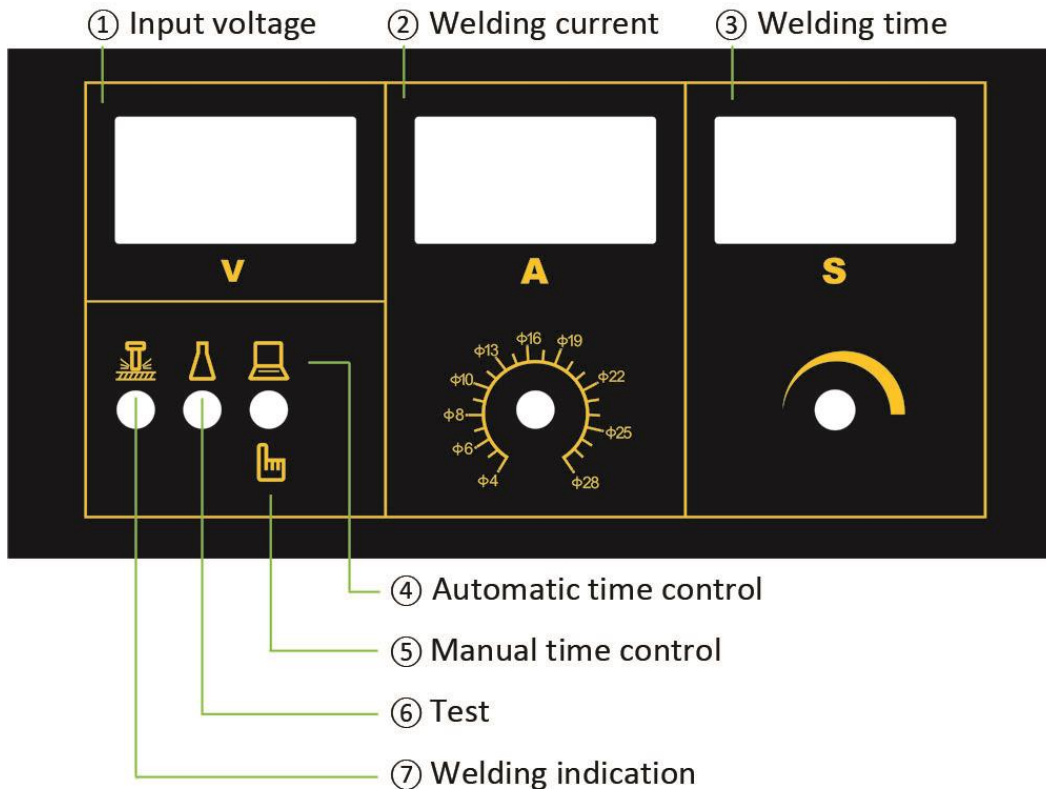 ① Input voltage
② Welding current
③ Welding time
V
A
S
φ4
φ6
φ8
φ10
φ13
φ16
φ19
φ22
φ25
φ28
④ Automatic time control
⑤ Manual time control
⑥ Test
⑦ Welding indication